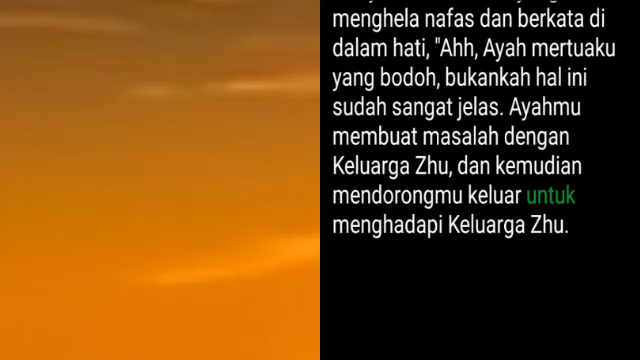 menghela nafas dan berkata di
dalam hati, "Ahh, Ayah mertuaku
yang bodoh, bukankah hal ini
sudah sangat jelas. Ayahmu
membuat masalah dengan
Keluarga Zhu, dan kemudian
mendorongmu keluar untuk
menghadapi Keluarga Zhu.